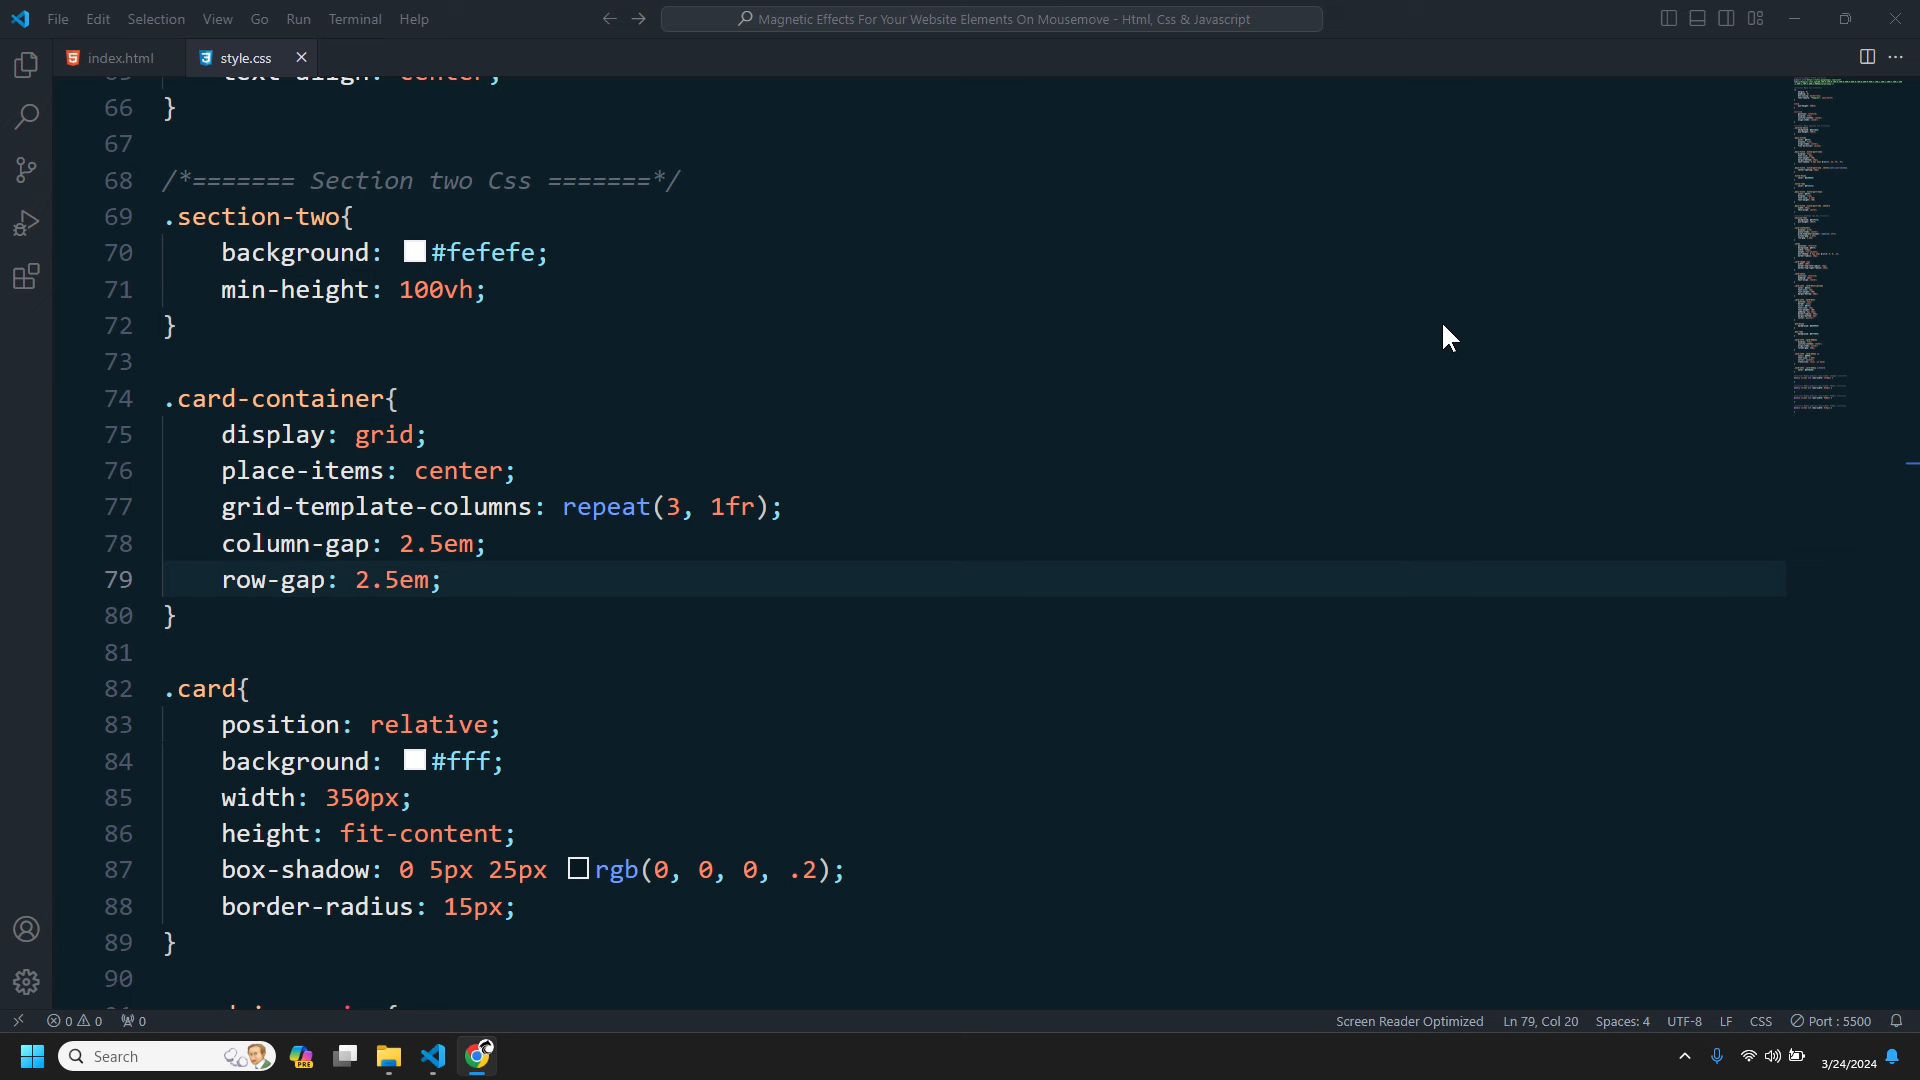 File Edit Selection View Go Run Terminal Help
Magnetic Effects For Your Website Elements On Mousemove - Html, Css & Javascript
index.html style.css
65 text-align: center;
66 }
67
68 /*======= Section two Css =======*/
69 .section-two{
70 background: #fefefe;
71 min-height: 100vh;
72 }
73
74 .card-container{
75 display: grid;
76 place-items: center;
77 grid-template-columns: repeat(3, 1fr);
78 column-gap: 2.5em;
79 row-gap: 2.5em;
80 }
81
82 .card{
83 position: relative;
84 background: #fff;
85 width: 350px;
86 height: fit-content;
87 box-shadow: 0 5px 25px rgb(0, 0, 0, .2);
88 border-radius: 15px;
89 }
90
0 0 0 Screen Reader Optimized Ln 79, Col 20 Spaces: 4 UTF-8 LF CSS Port : 5500
Search PRE 3/24/2024